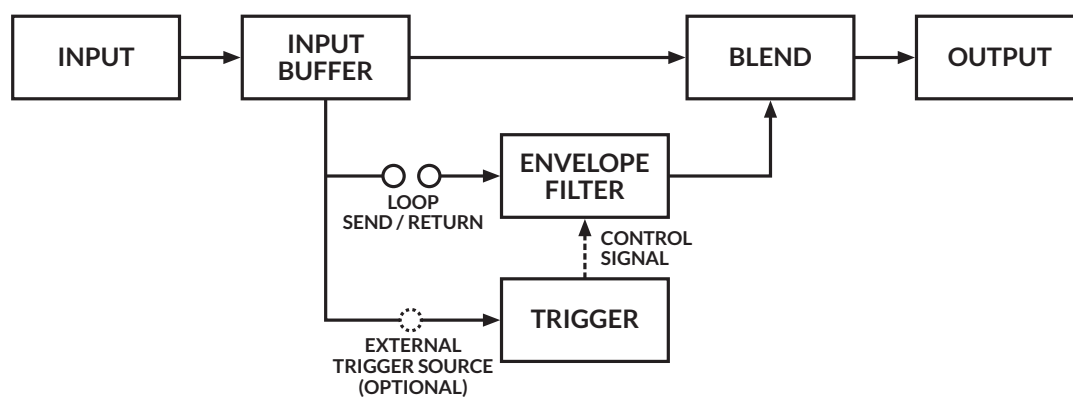 INPUT
INPUT
BUFFER
BLEND
OUTPUT
ENVELOPE
FILTER
LOOP
SEND / RETURN
CONTROL
SIGNAL
TRIGGER
EXTERNAL
TRIGGER SOURCE
(OPTIONAL)